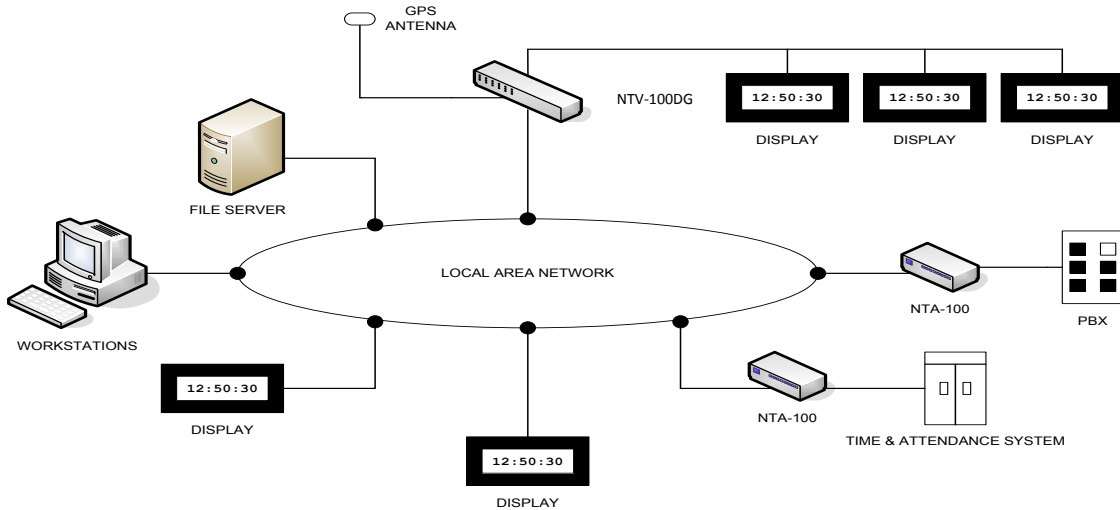 GPS
ANTENNA
NTV-100DG
12:50:30
12:50:30
12:50:30
DISPLAY
DISPLAY
DISPLAY
FILE SERVER
LOCAL AREA NETWORK
NTA-100
PBX
WORKSTATIONS
12:50:30
DISPLAY
NTA-100
TIME & ATTENDANCE SYSTEM
12:50:30
DISPLAY